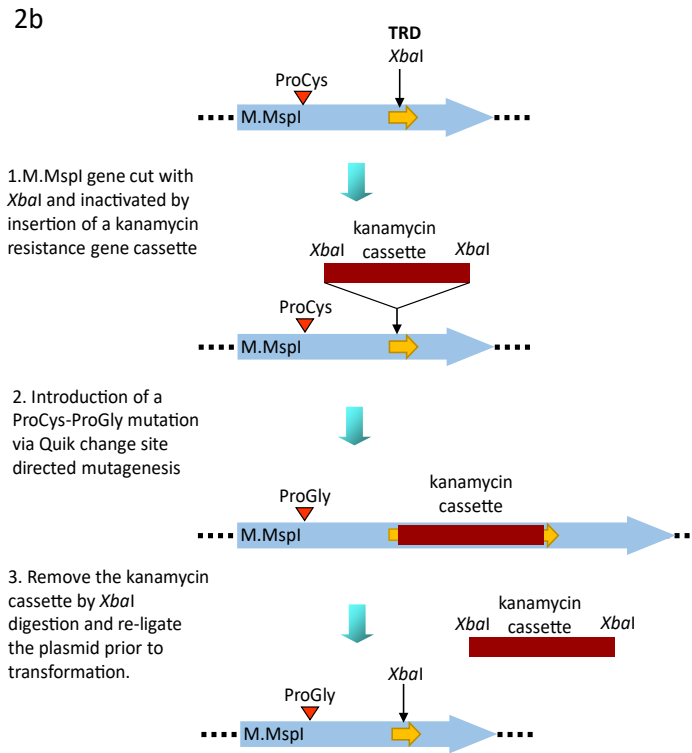 2b
TRD
XbaI
ProCys
M.MspI
1.M.MspI gene cut with
XbaI and inactivated by
insertion of a kanamycin
resistance gene cassette
kanamycin
XbaI cassette XbaI
ProCys
M.MspI
2. Introduction of a
ProCys-ProGly mutation
via Quik change site
directed mutagenesis
kanamycin
cassette
ProGly
M.MspI
3. Remove the kanamycin
cassette by XbaI
digestion and re-ligate
the plasmid prior to
transformation.
kanamycin
XbaI cassette XbaI
XbaI
ProGly
M.MspI